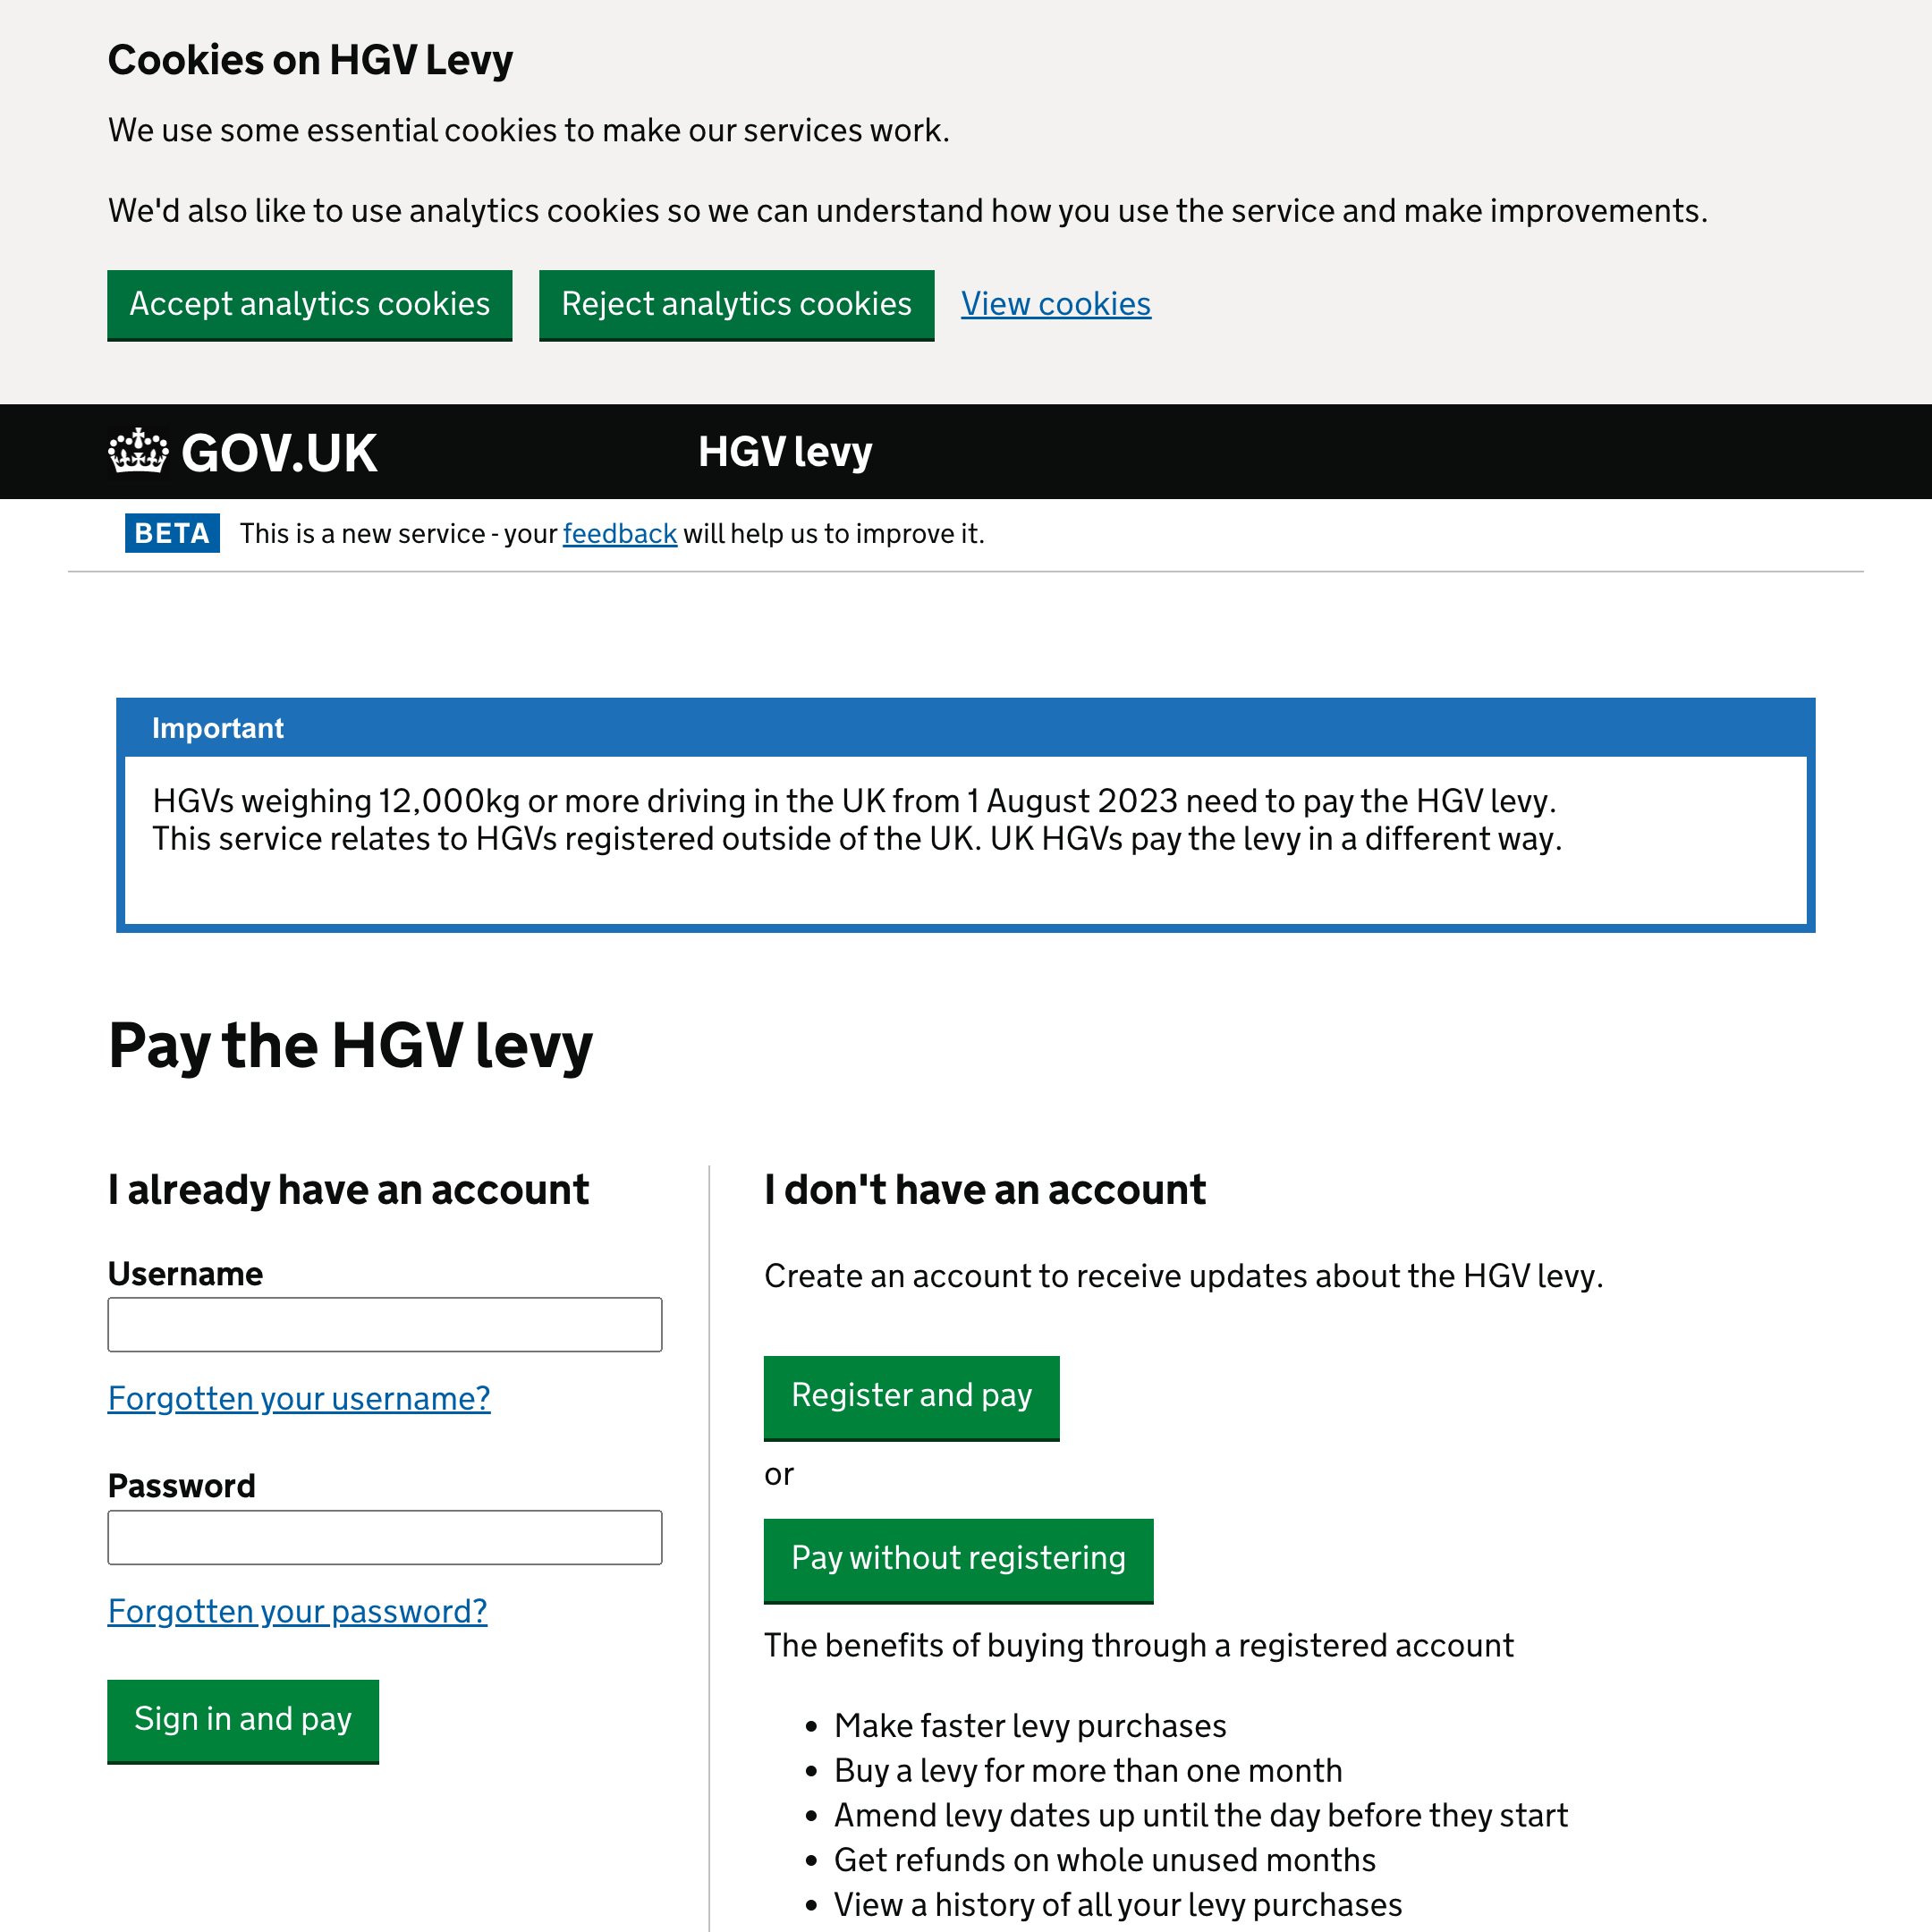 Cookies on HGV Levy
We use some essential cookies to make our services work.
We'd also like to use analytics cookies so we can understand how you use the service and make improvements.
Accept analytics cookies
Reject analytics cookies
View cookies
GOV.UK
HGV levy
BETA
This is a new service - your feedback will help us to improve it.
Important
HGVs weighing 12,000kg or more driving in the UK from 1 August 2023 need to pay the HGV levy.
This service relates to HGVs registered outside of the UK. UK HGVs pay the levy in a different way.
Pay the HGV levy
I already have an account
Username
Forgotten your username?
Password
Forgotten your password?
Sign in and pay
I don't have an account
Create an account to receive updates about the HGV levy.
Register and pay
or
Pay without registering
The benefits of buying through a registered account
• Make faster levy purchases
• Buy a levy for more than one month
• Amend levy dates up until the day before they start
• Get refunds on whole unused months
• View a history of all your levy purchases